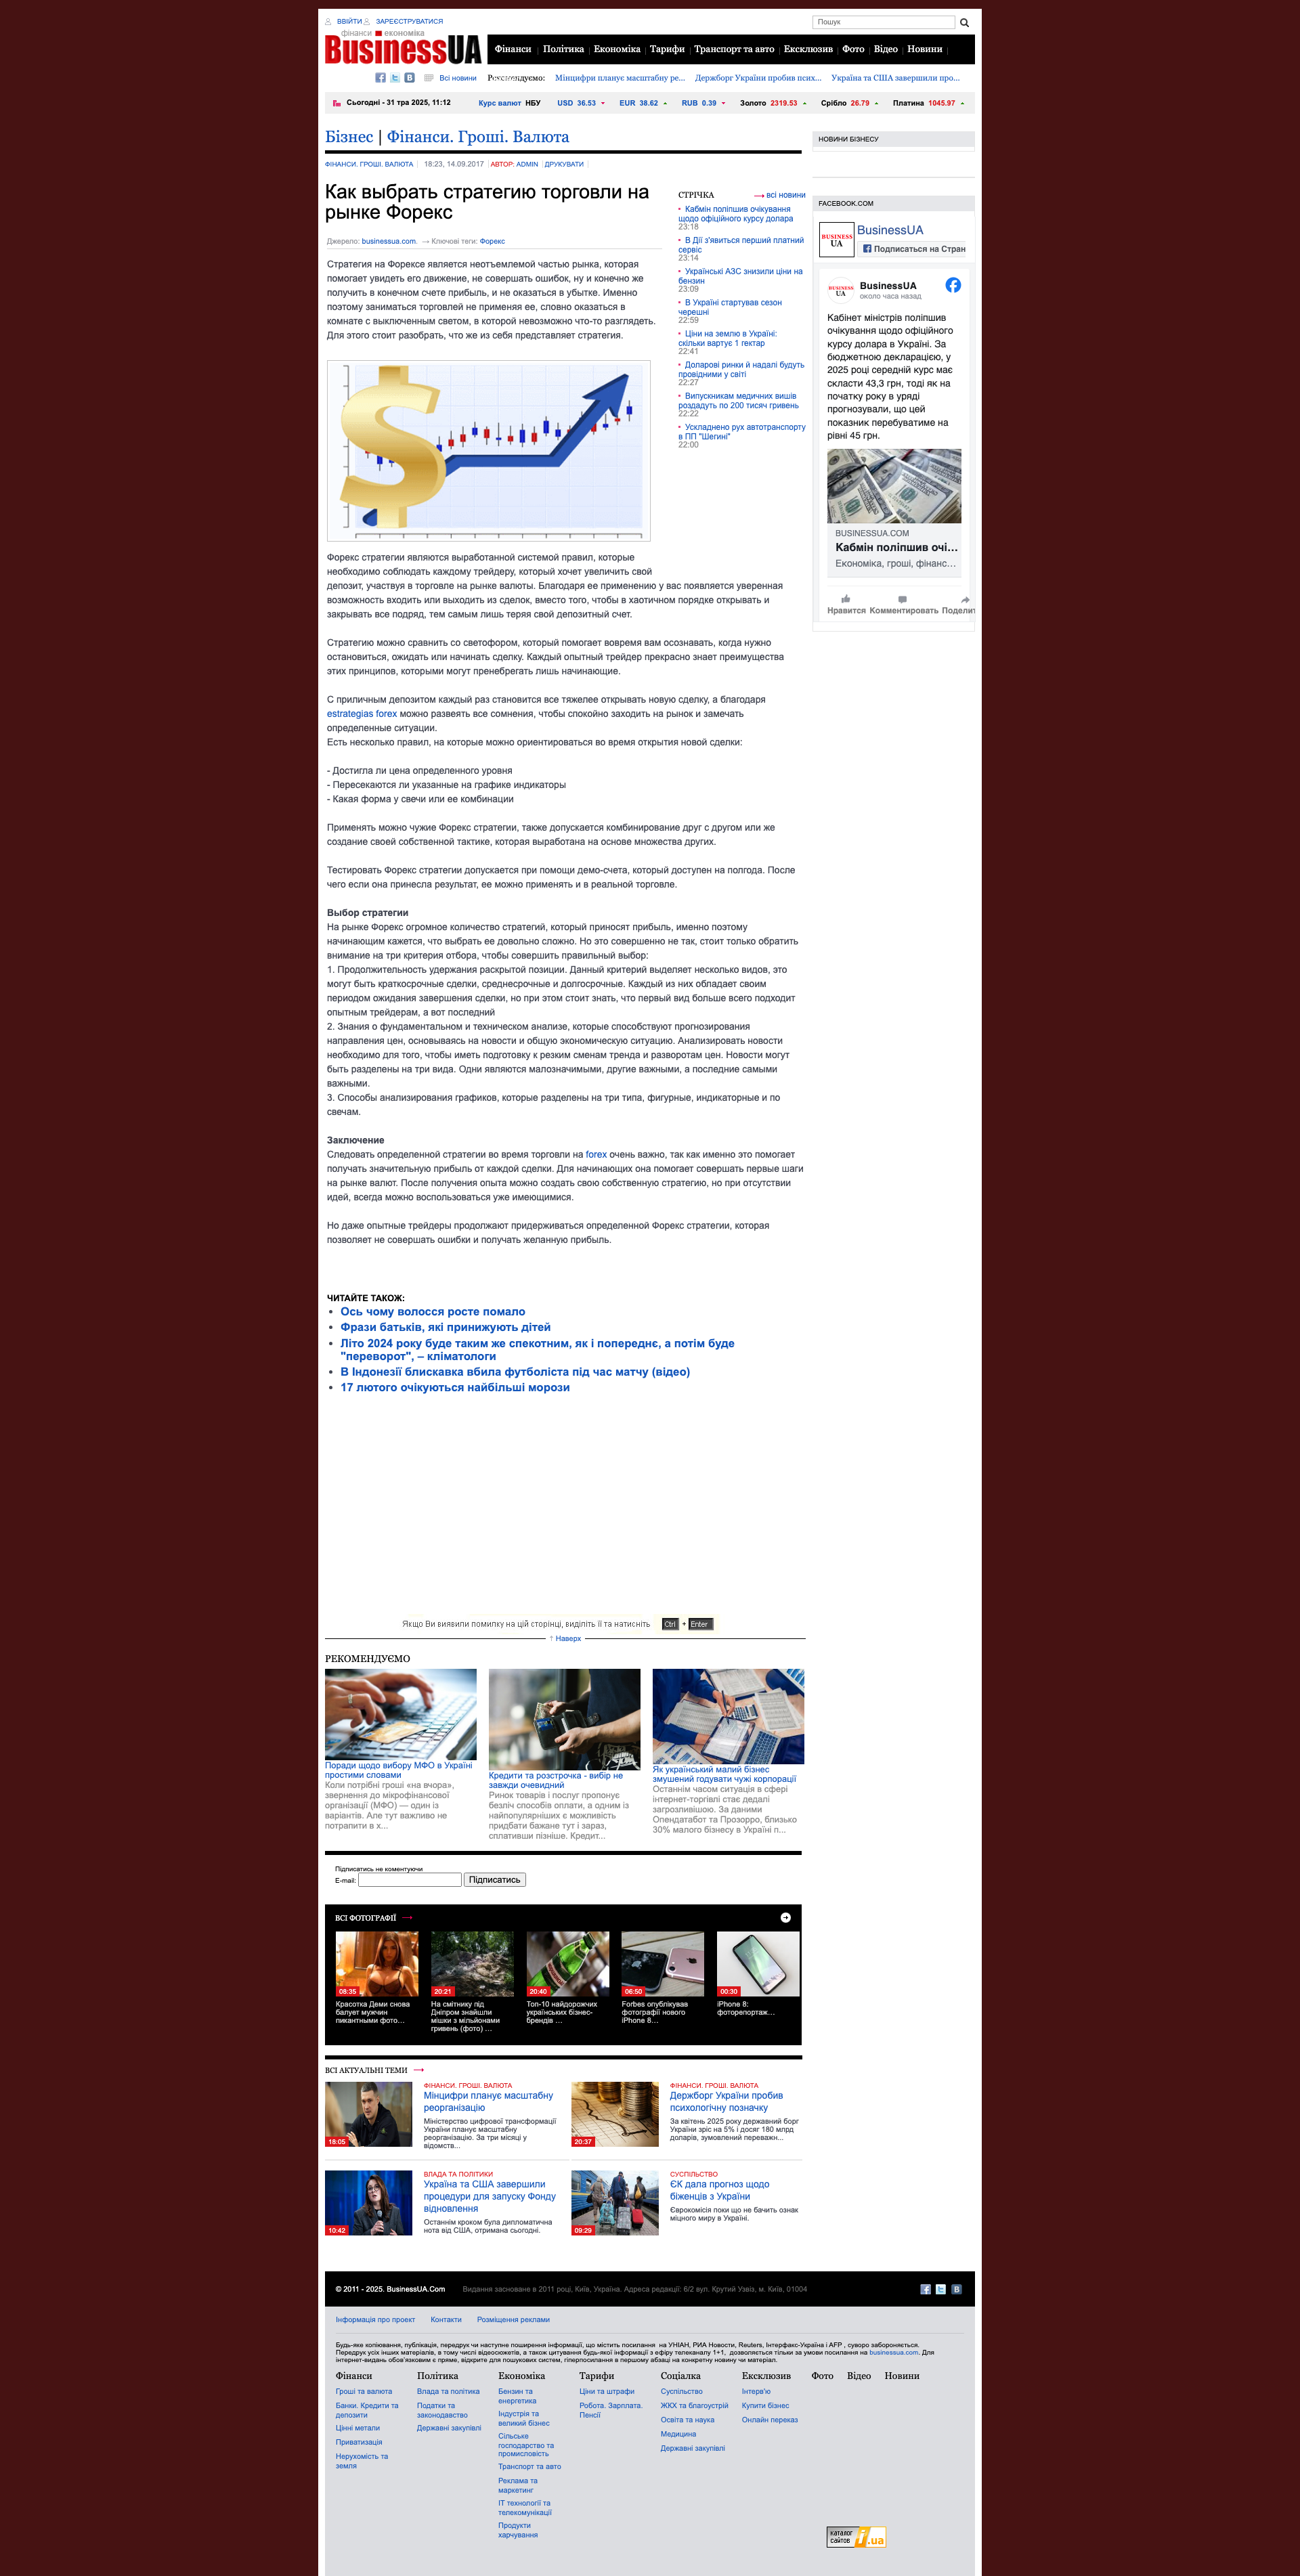 ВВІЙТИ ЗАРЕЄСТРУВАТИСЯ
Пошук
фінанси економіка
BusinessUA
Фінанси Політика Економіка Тарифи Транспорт та авто Ексклюзив Фото Відео Новини
Всі новини Рекомендуємо: Мінцифри планує масштабну ре... Держборг України пробив псих... Україна та США завершили про...
Сьогодні - 31 тра 2025, 11:12 Курс валют НБУ USD 36.53 EUR 38.62 RUB 0.39 Золото 2319.53 Срібло 26.79 Платина 1045.97
Бізнес | Фінанси. Гроші. Валюта
ФІНАНСИ. ГРОШІ. ВАЛЮТА 18:23, 14.09.2017 АВТОР: ADMIN ДРУКУВАТИ
Как выбрать стратегию торговли на
рынке Форекс
Джерело: businessua.com. → Ключові теги: Форекс
Стратегия на Форексе является неотъемлемой частью рынка, которая
помогает увидеть его движение, не совершать ошибок, ну и конечно же
получить в конечном счете прибыль, и не оказаться в убытке. Именно
поэтому заниматься торговлей не применяя ее, словно оказаться в
комнате с выключенным светом, в которой невозможно что-то разглядеть.
Для этого стоит разобрать, что же из себя представляет стратегия.
$
Форекс стратегии являются выработанной системой правил, которые
необходимо соблюдать каждому трейдеру, который хочет увеличить свой
депозит, участвуя в торговле на рынке валюты. Благодаря ее применению у вас появляется уверенная
возможность входить или выходить из сделок, вместо того, чтобы в хаотичном порядке открывать и
закрывать все подряд, тем самым лишь теряя свой депозитный счет.
Стратегию можно сравнить со светофором, который помогает вовремя вам осознавать, когда нужно
остановиться, ожидать или начинать сделку. Каждый опытный трейдер прекрасно знает преимущества
этих принципов, которыми могут пренебрегать лишь начинающие.
С приличным депозитом каждый раз становится все тяжелее открывать новую сделку, а благодаря
estrategias forex можно развеять все сомнения, чтобы спокойно заходить на рынок и замечать
определенные ситуации.
Есть несколько правил, на которые можно ориентироваться во время открытия новой сделки:
- Достигла ли цена определенного уровня
- Пересекаются ли указанные на графике индикаторы
- Какая форма у свечи или ее комбинации
Применять можно чужие Форекс стратегии, также допускается комбинирование друг с другом или же
создание своей собственной тактике, которая выработана на основе множества других.
Тестировать Форекс стратегии допускается при помощи демо-счета, который доступен на погода. После
чего если она принесла результат, ее можно применять и в реальной торговле.
Выбор стратегии
На рынке Форекс огромное количество стратегий, который приносят прибыль, именно поэтому
начинающим кажется, что выбрать ее довольно сложно. Но это совершенно не так, стоит только обратить
внимание на три критерия отбора, чтобы совершить правильный выбор:
1. Продолжительность удержания раскрытой позиции. Данный критерий выделяет несколько видов, это
могут быть краткосрочные сделки, среднесрочные и долгосрочные. Каждый из них обладает своим
периодом ожидания завершения сделки, но при этом стоит знать, что первый вид больше всего подходит
опытным трейдерам, а вот последний
2. Знания о фундаментальном и техническом анализе, которые способствуют прогнозирования
направления цен, основываясь на новости и общую экономическую ситуацию. Анализировать новости
необходимо для того, чтобы иметь подготовку к резким сменам тренда и разворотам цен. Новости могут
быть разделены на три вида. Одни являются малозначимыми, другие важными, а последние самыми
важными.
3. Способы анализирования графиков, которые разделены на три типа, фигурные, индикаторные и по
свечам.
Заключение
Следовать определенной стратегии во время торговли на forex очень важно, так как именно это помогает
получать значительную прибыль от каждой сделки. Для начинающих она помогает совершать первые шаги
на рынке валют. После получения опыта можно создать свою собственную стратегию, но при отсутствии
идей, всегда можно воспользоваться уже имеющимися.
Но даже опытные трейдеры продолжают придерживаться определенной Форекс стратегии, которая
позволяет не совершать ошибки и получать желанную прибыль.
СТРІЧКА всі новини
Кабмін поліпшив очікування
щодо офіційного курсу долара
23:18
В Дії з'явиться перший платний
сервіс
23:14
Українські АЗС знизили ціни на
бензин
23:09
В Україні стартував сезон
черешні
22:59
Ціни на землю в Україні:
скільки вартує 1 гектар
22:41
Доларові ринки й надалі будуть
провідними у світі
22:27
Випускникам медичних вишів
роздадуть по 200 тисяч гривень
22:22
Ускладнено рух автотранспорту
в ПП "Шегині"
22:00
НОВИНИ БІЗНЕСУ
FACEBOOK.COM
BUSINESS
UA
BusinessUA
Подписаться на Стран
BUSINESS
UA
BusinessUA
около часа назад
Кабінет міністрів поліпшив
очікування щодо офіційного
курсу долара в Україні. За
бюджетною декларацією, у
2025 році середній курс має
скласти 43,3 грн, тоді як на
початку року в уряді
прогнозували, що цей
показник перебуватиме на
рівні 45 грн.
BUSINESSUA.COM
Кабмін поліпшив очі...
Економіка, гроші, фінанс...
Нравится Комментировать Поделит
ЧИТАЙТЕ ТАКОЖ:
Ось чому волосся росте помало
Фрази батьків, які принижують дітей
Літо 2024 року буде таким же спекотним, як і попереднє, а потім буде
"переворот", – кліматологи
В Індонезії блискавка вбила футболіста під час матчу (відео)
17 лютого очікуються найбільші морози
Якщо Ви виявили помилку на цій сторінці, виділіть її та натисніть Ctrl + Enter
↑ Наверх
РЕКОМЕНДУЄМО
Поради щодо вибору МФО в Україні
простими словами
Коли потрібні гроші «на вчора»,
звернення до мікрофінансової
організації (МФО) — один із
варіантів. Але тут важливо не
потрапити в х...
Кредити та розстрочка - вибір не
завжди очевидний
Ринок товарів і послуг пропонує
безліч способів оплати, а одним із
найпопулярніших є можливість
придбати бажане тут і зараз,
сплативши пізніше. Кредит...
Як український малий бізнес
змушений годувати чужі корпорації
Останнім часом ситуація в сфері
інтернет-торгівлі стає дедалі
загрозливішою. За даними
Опендатабот та Прозорро, близько
30% малого бізнесу в Україні п...
Підписатись не коментуючи
E-mail: Підписатись
ВСІ ФОТОГРАФІЇ
08:35
Красотка Деми снова
балует мужчин
пикантными фото…
20:21
На смітнику під
Дніпром знайшли
мішки з мільйонами
гривень (фото) …
20:40
Топ-10 найдорожчих
українських бізнес-
брендів …
06:50
Forbes опублікував
фотографії нового
iPhone 8…
00:30
iPhone 8:
фоторепортаж…
ВСІ АКТУАЛЬНІ ТЕМИ
18:05
ФІНАНСИ. ГРОШІ. ВАЛЮТА
Мінцифри планує масштабну
реорганізацію
Міністерство цифрової трансформації
України планує масштабну
реорганізацію. За три місяці у
відомств...
20:37
ФІНАНСИ. ГРОШІ. ВАЛЮТА
Держборг України пробив
психологічну позначку
За квітень 2025 року державний борг
України зріс на 5% і досяг 180 млрд
доларів, зумовлений переважн...
10:42
ВЛАДА ТА ПОЛІТИКИ
Україна та США завершили
процедури для запуску Фонду
відновлення
Останнім кроком була дипломатична
нота від США, отримана сьогодні.
09:29
СУСПІЛЬСТВО
ЄК дала прогноз щодо
біженців з України
Єврокомісія поки що не бачить ознак
міцного миру в Україні.
© 2011 - 2025. BusinessUA.Com Видання засноване в 2011 році, Київ, Україна. Адреса редакції: 6/2 вул. Крутий Узвіз, м. Київ, 01004
Інформація про проект Контакти Розміщення реклами
Будь-яке копіювання, публікація, передрук чи наступне поширення інформації, що містить посилання на УНІАН, РИА Новости, Reuters, Інтерфакс-Україна і AFP , суворо забороняється.
Передрук усіх інших матеріалів, в тому числі відеосюжетів, а також цитування будь-якої інформації з ефіру телеканалу 1+1, дозволяється тільки за умови посилання на businessua.com. Для
інтернет-видань обов'язковим є пряме, відкрите для пошукових систем, гіперпосилання в першому абзаці на конкретну новину чи матеріал.
Фінанси Політика Економіка Тарифи Соціалка Ексклюзив Фото Відео Новини
Гроші та валюта
Банки. Кредити та
депозити
Цінні метали
Приватизація
Нерухомість та
земля
Влада та політика
Податки та
законодавство
Державні закупівлі
Бензин та
енергетика
Індустрія та
великий бізнес
Сільське
господарство та
промисловість
Транспорт та авто
Реклама та
маркетинг
IT технології та
телекомунікації
Продукти
харчування
Ціни та штрафи
Робота. Зарплата.
Пенсії
Суспільство
ЖКХ та благоустрій
Освіта та наука
Медицина
Державні закупівлі
Інтерв'ю
Купити бізнес
Онлайн переказ
каталог
сайтов
i.ua